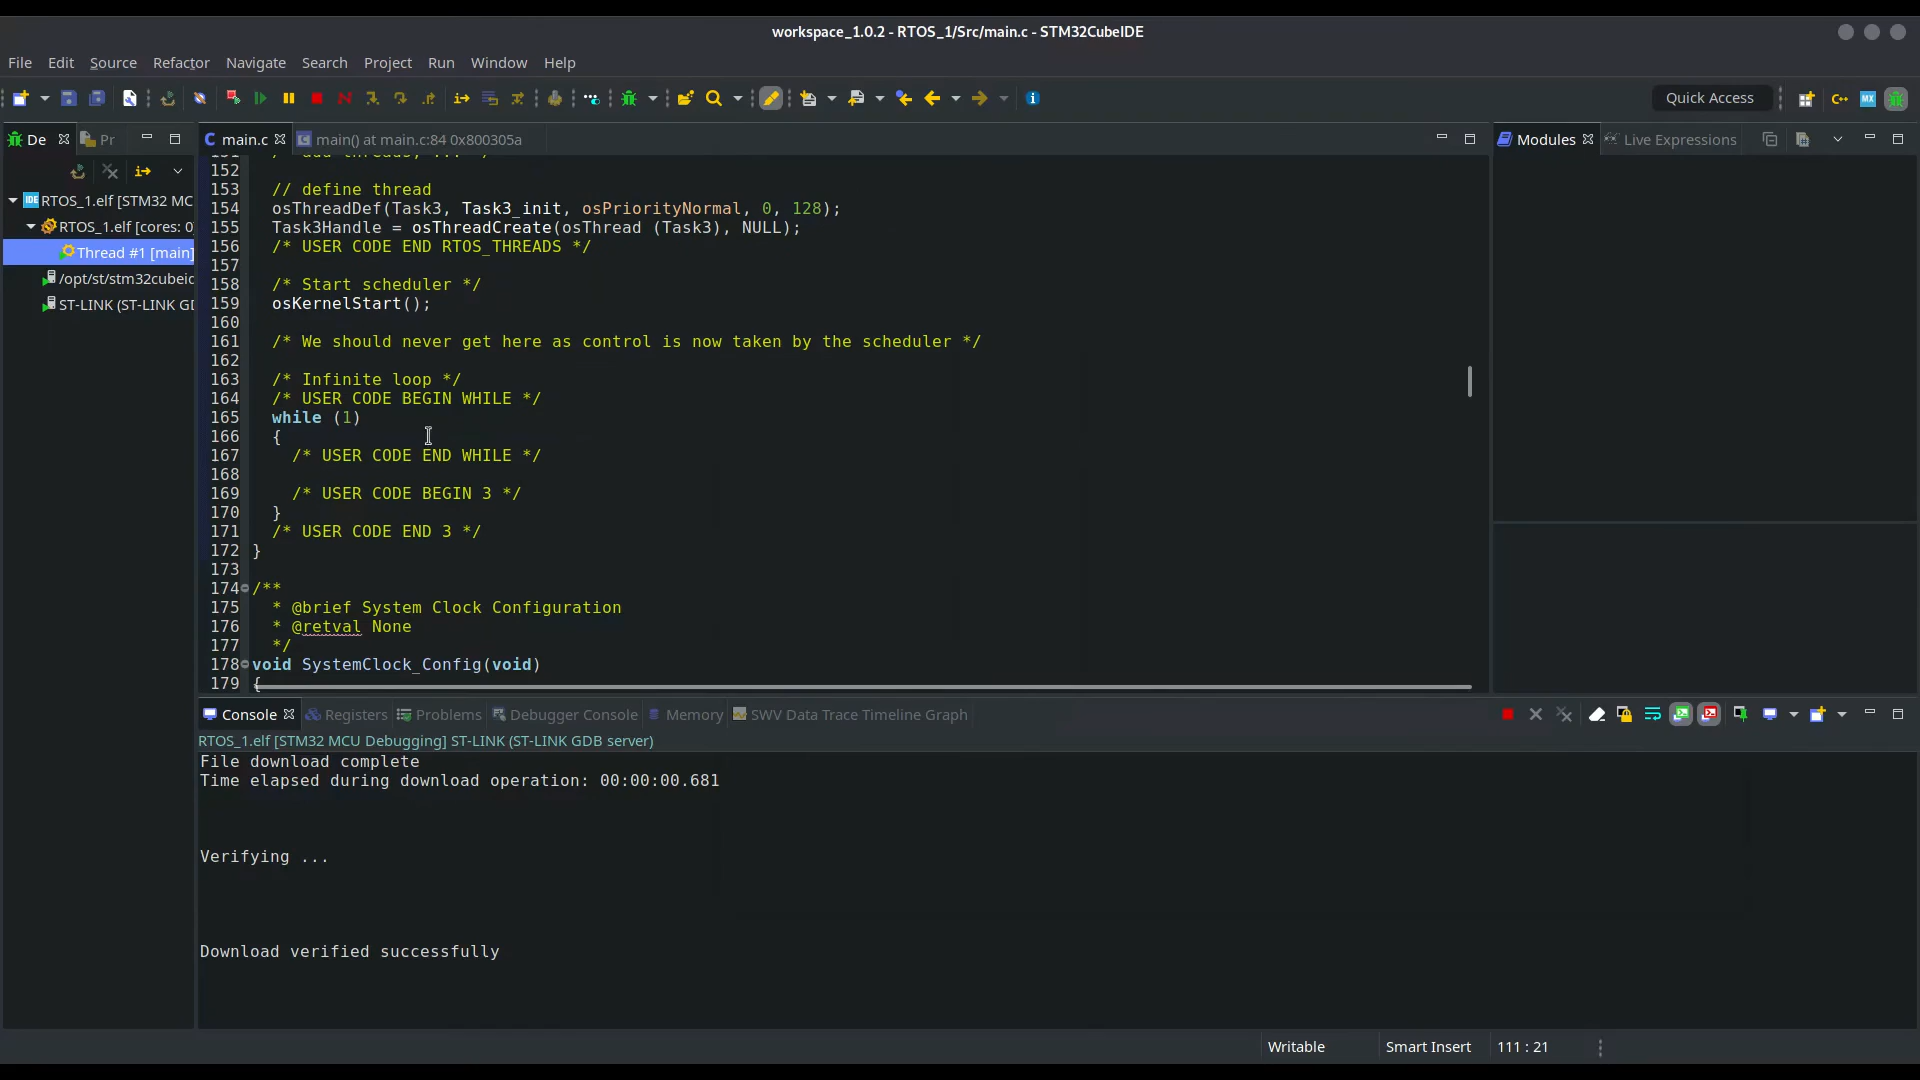 workspace_1.0.2 - RTOS_1/Src/main.c - STM32CubeIDE
File Edit Source Refactor Navigate Search Project Run Window Help
Quick Access
De
Pr
main.c
main() at main.c:84 0x800305a
Modules
Live Expressions
RTOS_1.elf [STM32 MC
RTOS_1.elf [cores: 0
Thread #1 [main]
/opt/st/stm32cubeid
ST-LINK (ST-LINK GD
152
153 // define thread
154 osThreadDef(Task3, Task3_init, osPriorityNormal, 0, 128);
155 Task3Handle = osThreadCreate(osThread (Task3), NULL);
156 /* USER CODE END RTOS_THREADS */
157
158 /* Start scheduler */
159 osKernelStart();
160
161 /* We should never get here as control is now taken by the scheduler */
162
163 /* Infinite loop */
164 /* USER CODE BEGIN WHILE */
165 while (1)
166 {
167 /* USER CODE END WHILE */
168
169 /* USER CODE BEGIN 3 */
170 }
171 /* USER CODE END 3 */
172 }
173
174 /**
175 * @brief System Clock Configuration
176 * @retval None
177 */
178 void SystemClock_Config(void)
179 {
Console
Registers
Problems
Debugger Console
Memory
SWV Data Trace Timeline Graph
RTOS_1.elf [STM32 MCU Debugging] ST-LINK (ST-LINK GDB server)
File download complete
Time elapsed during download operation: 00:00:00.681
Verifying ...
Download verified successfully
Writable
Smart Insert
111 : 21